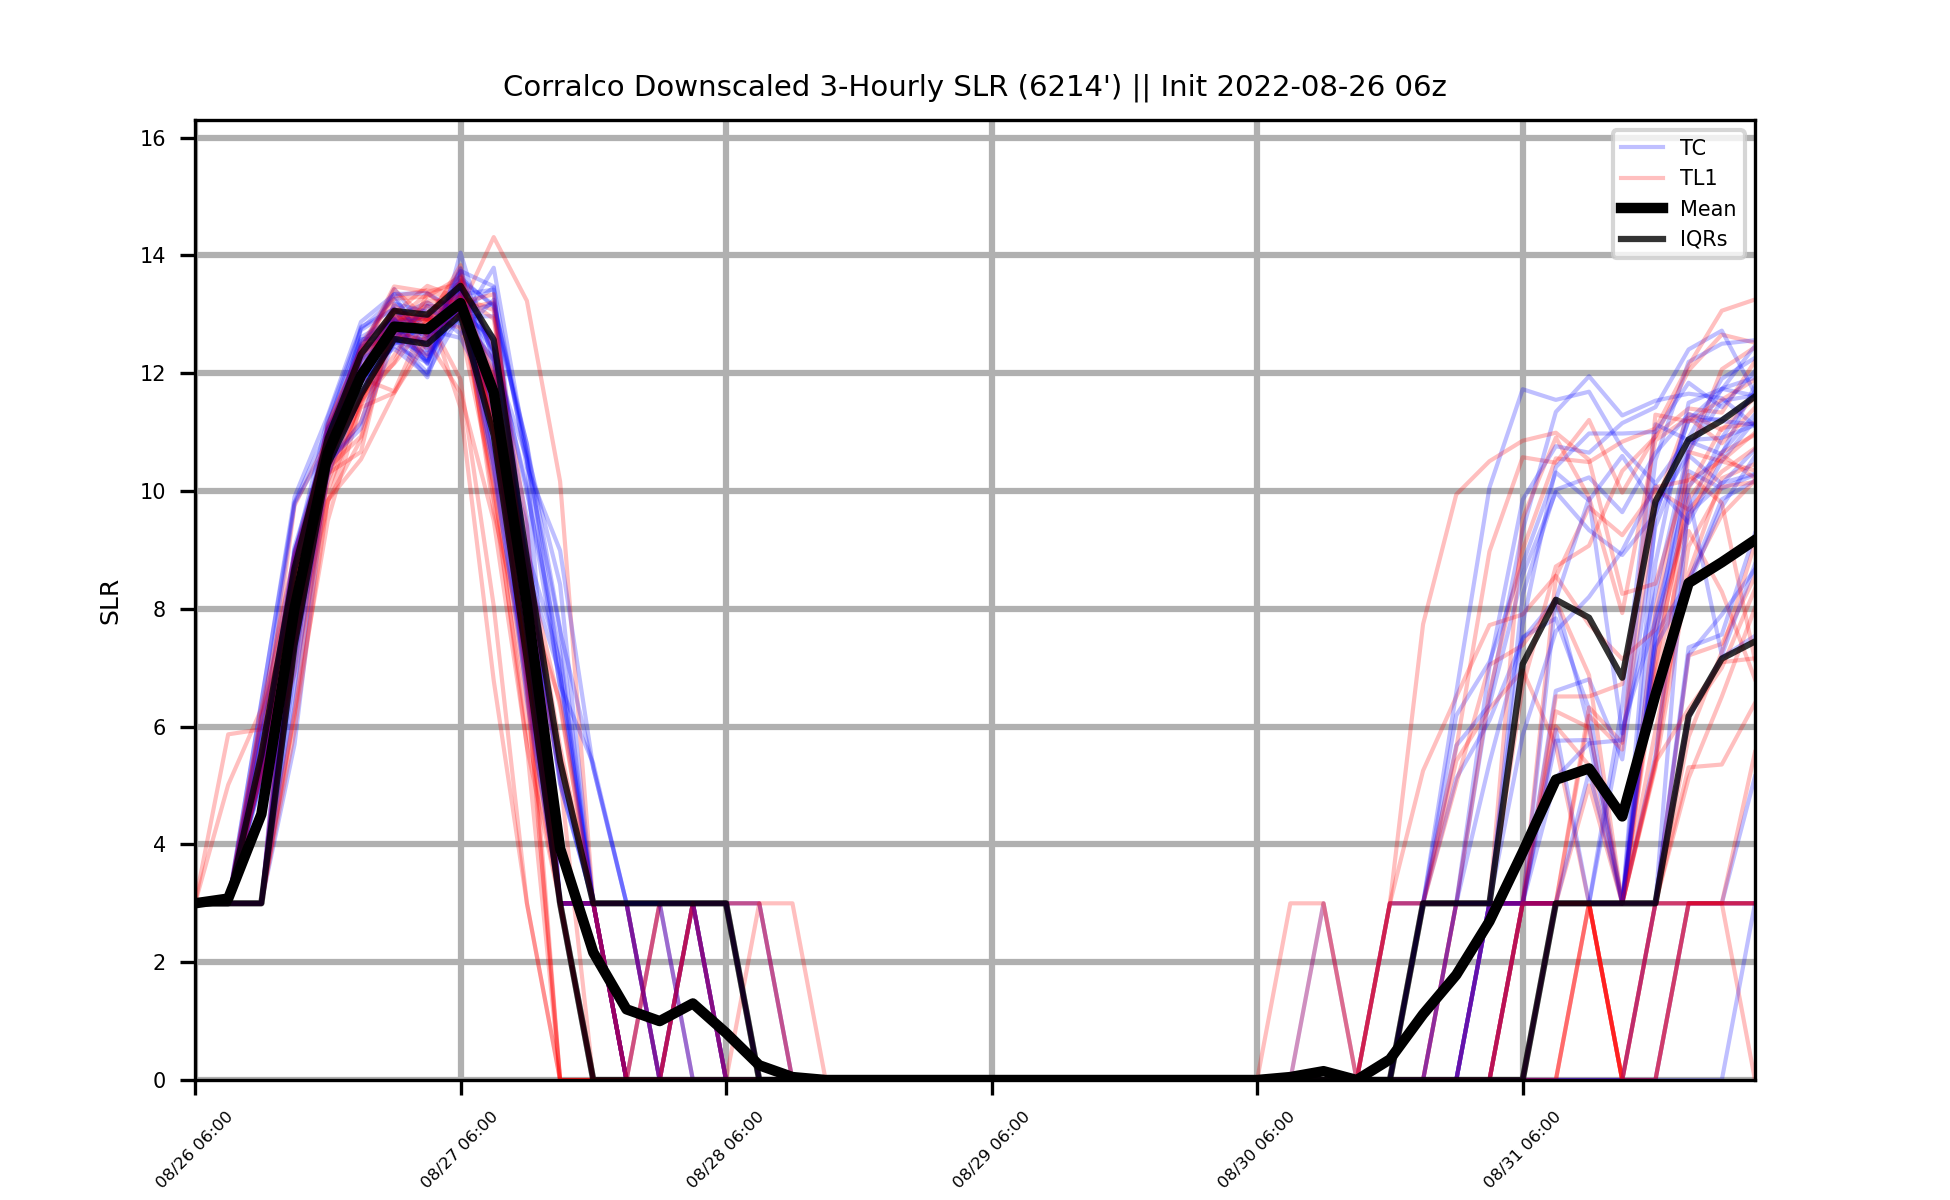 Corralco Downscaled 3-Hourly SLR (6214') || Init 2022-08-26 06z
TC
TL1
Mean
IQRs
SLR
16
14
12
10
8
6
4
2
0
08/26 06:00
08/27 06:00
08/28 06:00
08/29 06:00
08/30 06:00
08/31 06:00